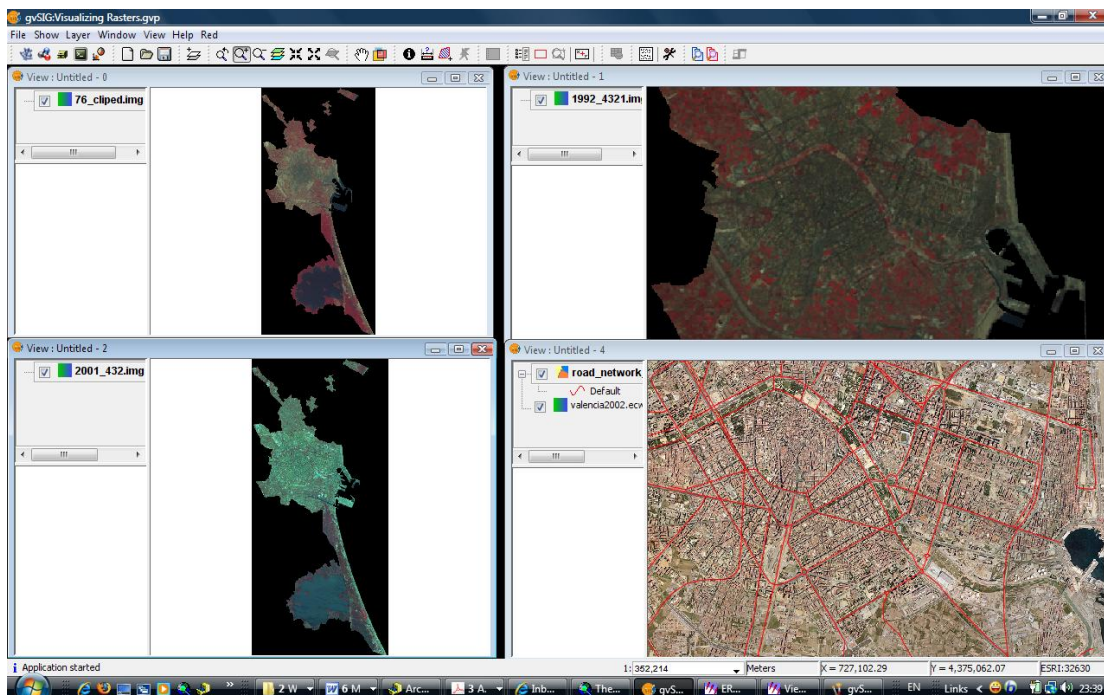 gvSIG:Visualizing Rasters.gvp
File Show Layer Window View Help Red
View : Untitled - 0
76_cliped.img
View : Untitled - 1
1992_4321.img
View : Untitled - 2
2001_432.img
View : Untitled - 4
road_network
Default
valencia2002.ecw
Application started
1: 352,214
Meters
X = 727,102.29
Y = 4,375,062.07
ESRI:32630
2 W
6 M
Arc...
3 A.
Inb...
The...
gvS...
ER...
Vie...
gvS...
EN
Links
23:39